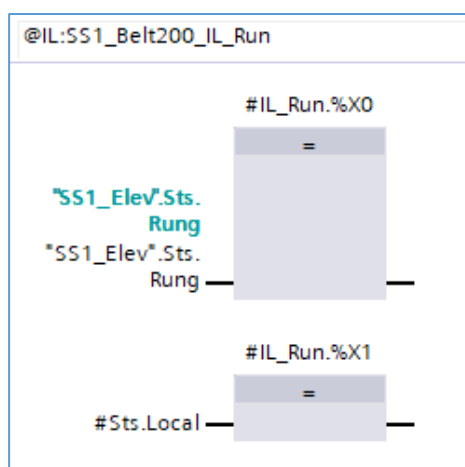 @IL:SS1_Belt200_IL_Run
#IL_Run.%X0
=
"SS1_Elev".Sts.
Rung
"SS1_Elev".Sts.
Rung
#IL_Run.%X1
=
#Sts.Local